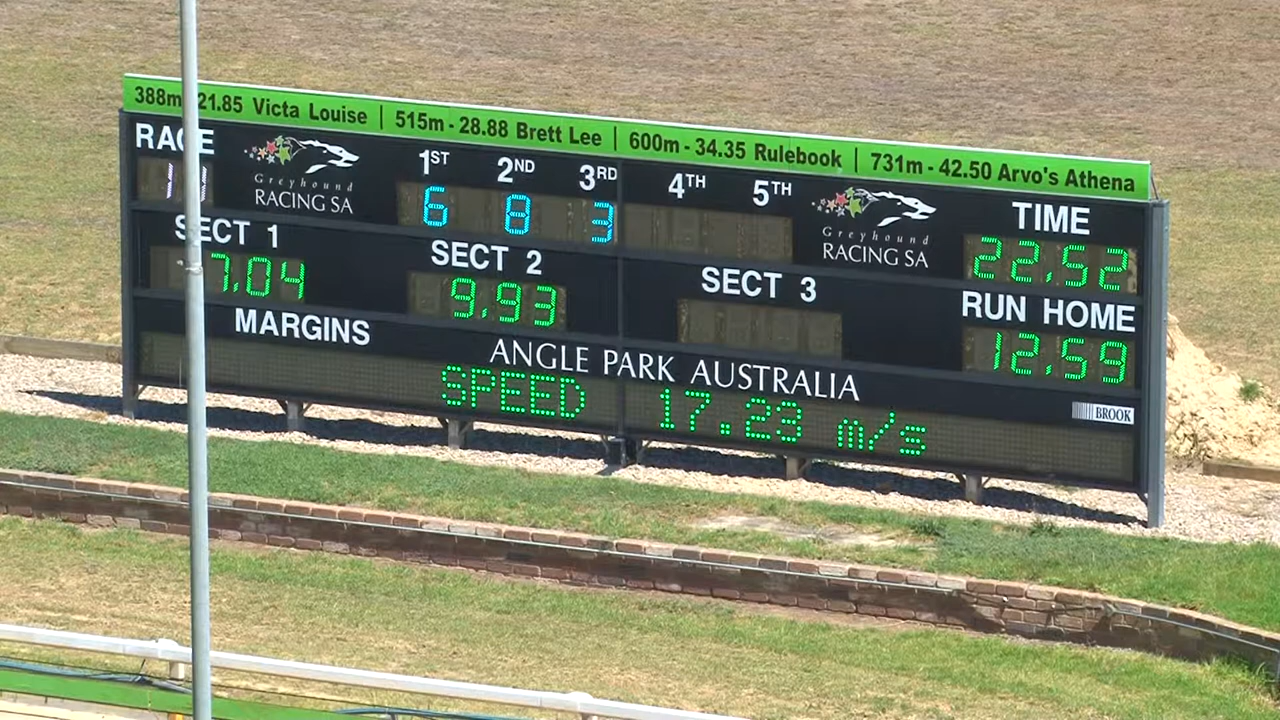 388m 21.85 Victa Louise | 515m - 28.88 Brett Lee | 600m - 34.35 Rulebook | 731m - 42.50 Arvo's Athena
RACE
11
Greyhound
RACING SA
1ST 2ND 3RD 4TH 5TH
6 8 3
Greyhound
RACING SA
TIME
22.52
SECT 1
7.04
SECT 2
9.93
SECT 3
RUN HOME
12.59
MARGINS
ANGLE PARK AUSTRALIA
SPEED 17.23 m/s
BROOK